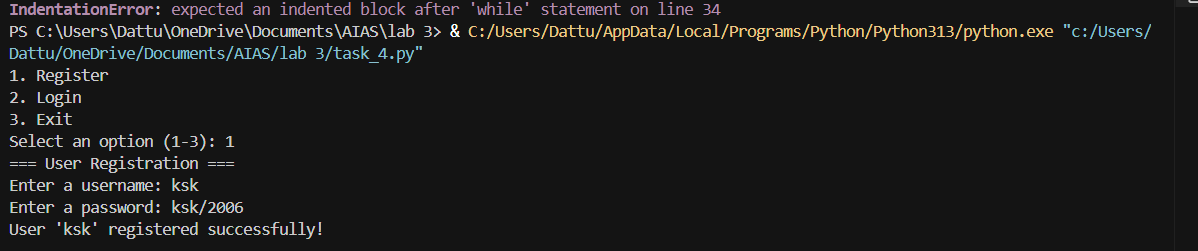 IndentationError: expected an indented block after 'while' statement on line 34
PS C:\Users\Dattu\OneDrive\Documents\AIAS\lab 3> & C:/Users/Dattu/AppData/Local/Programs/Python/Python313/python.exe "c:/Users/
Dattu/OneDrive/Documents/AIAS/lab 3/task_4.py"
1. Register
2. Login
3. Exit
Select an option (1-3): 1
=== User Registration ===
Enter a username: ksk
Enter a password: ksk/2006
User 'ksk' registered successfully!